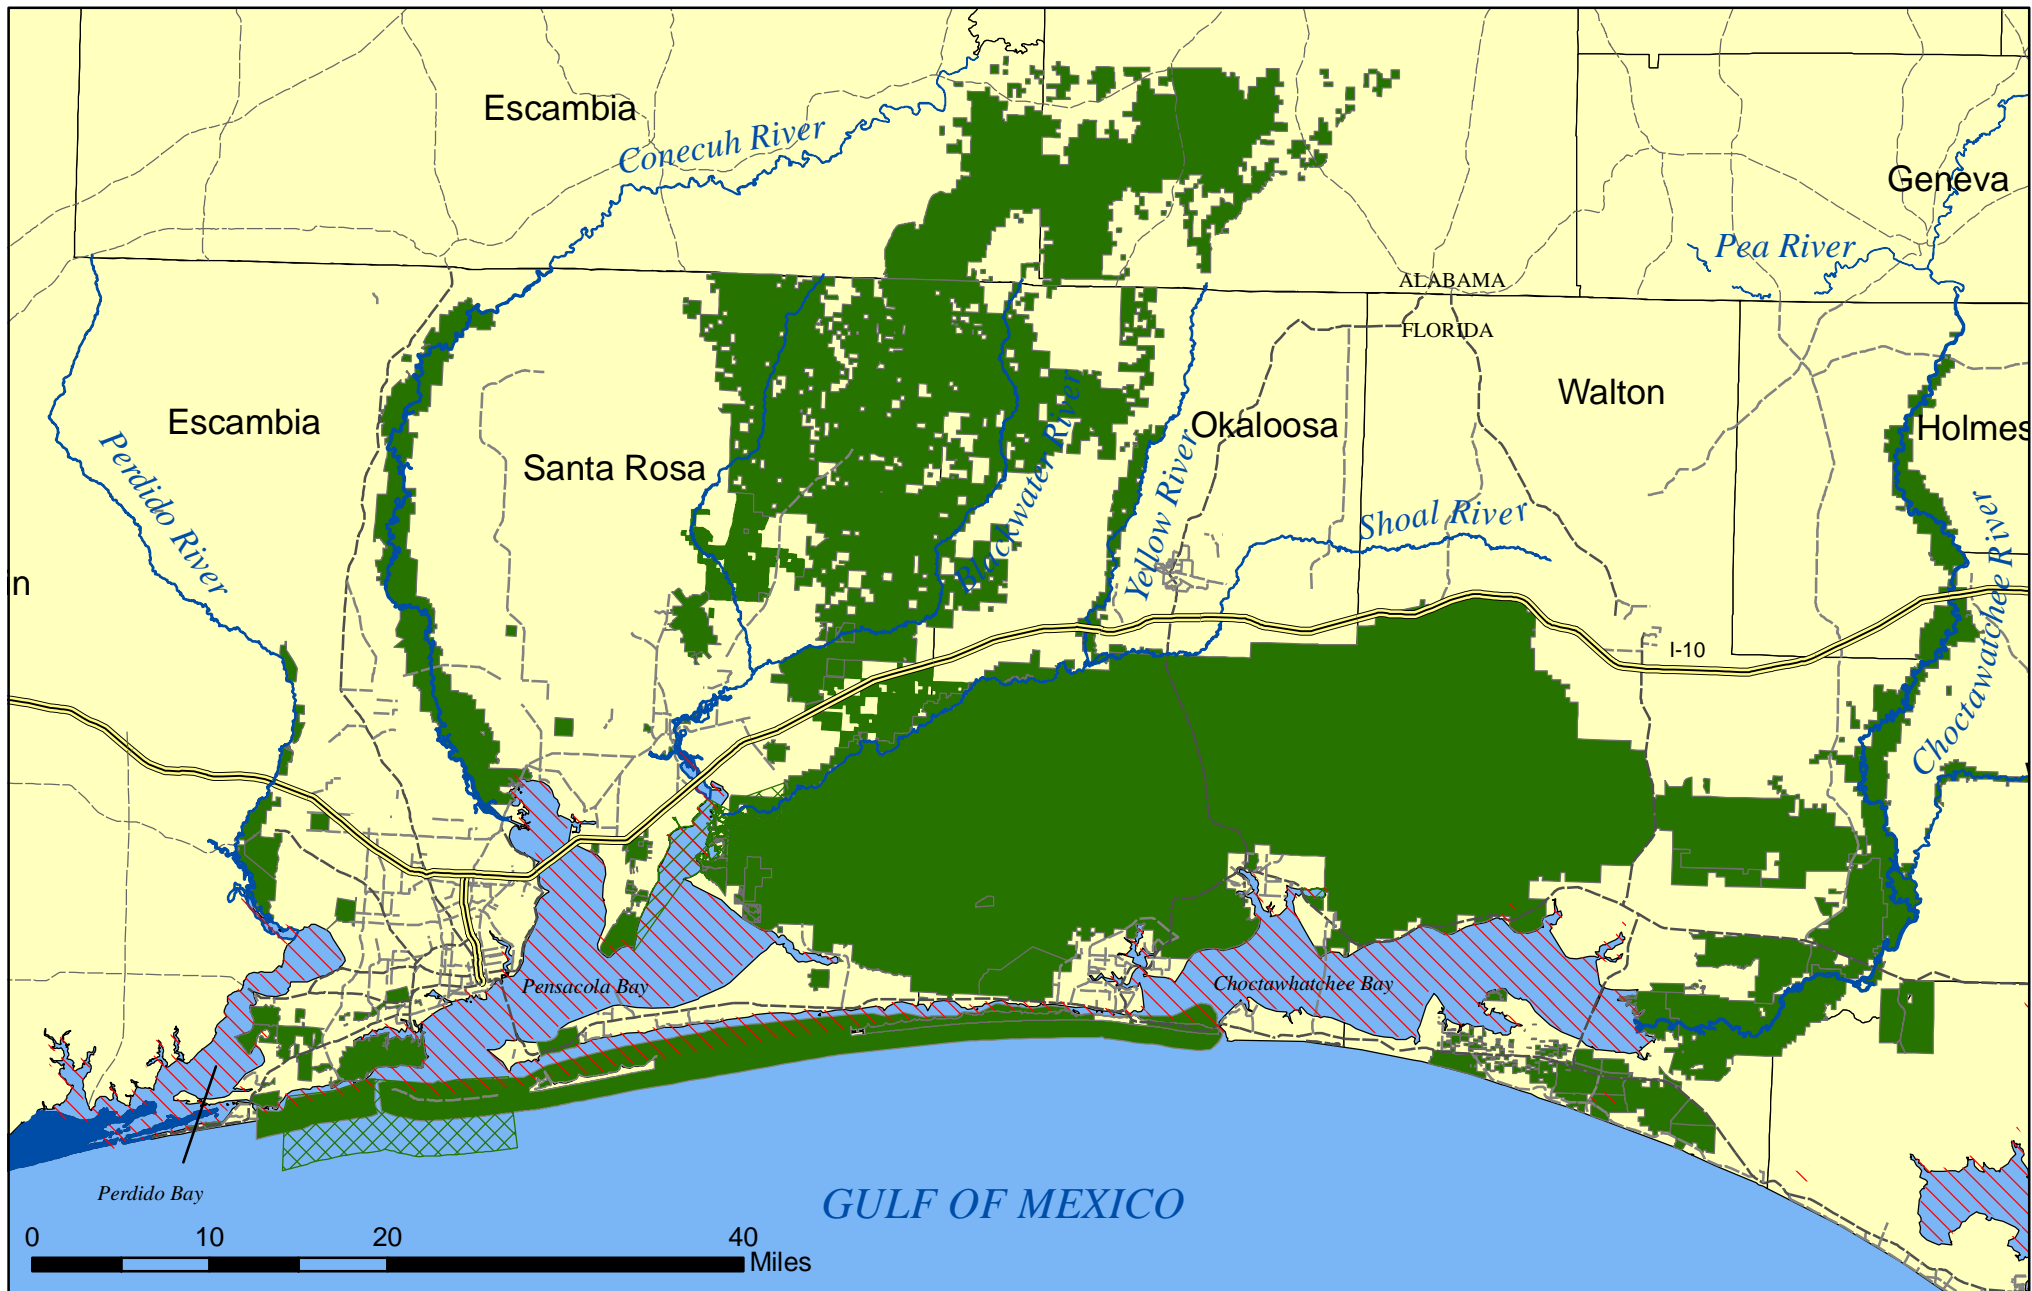 Escambia
Conecuh River
Geneva
Pea River
ALABAMA
FLORIDA
Escambia
Perdido River
Santa Rosa
Blackwater River
Yellow River
Okaloosa
Walton
Holmes
Shoal River
Choctawatchee River
in
I-10
Pensacola Bay
Choctawhatchee Bay
Perdido Bay
GULF OF MEXICO
0 10 20 40
Miles